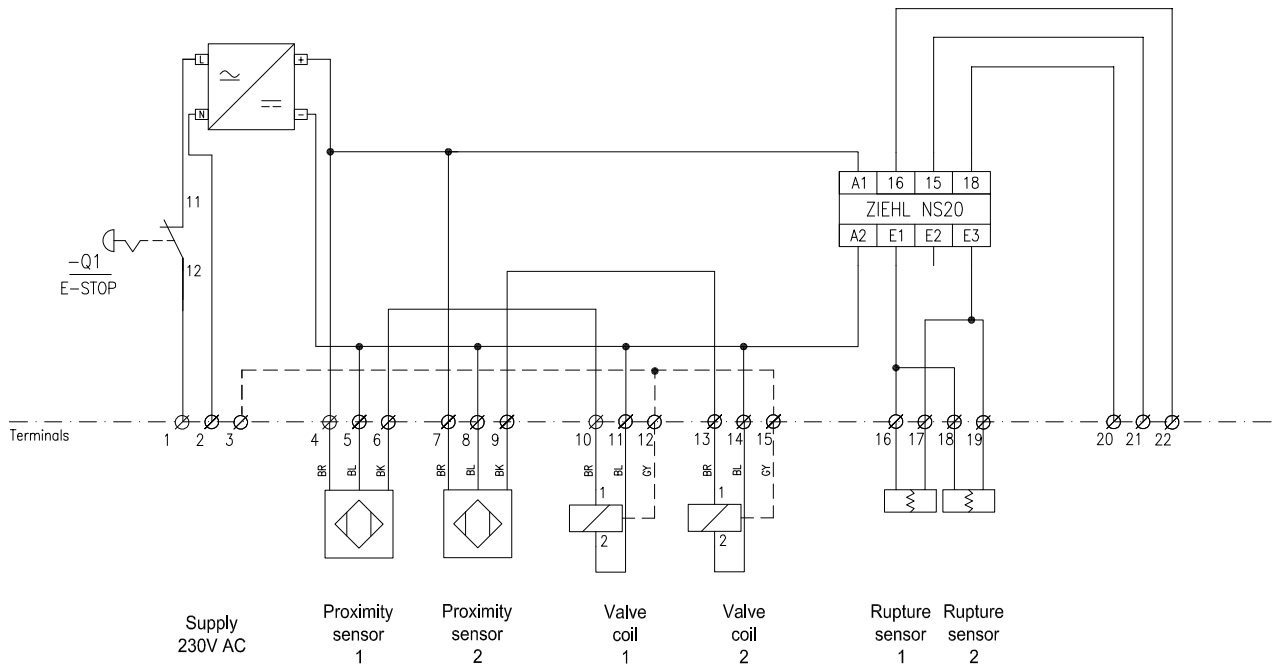 L
+
N
-
11
-Q1
E-STOP
12
A1 16 15 18
ZIEHL NS20
A2 E1 E2 E3
Terminals
1 2 3 4 5 6 7 8 9 10 11 12 13 14 15 16 17 18 19 20 21 22
BR BL BK BR BL BK BR BL GY BR BL GY
1
2
1
2
Supply
230V AC
Proximity
sensor
1
Proximity
sensor
2
Valve
coil
1
Valve
coil
2
Rupture
sensor
1
Rupture
sensor
2